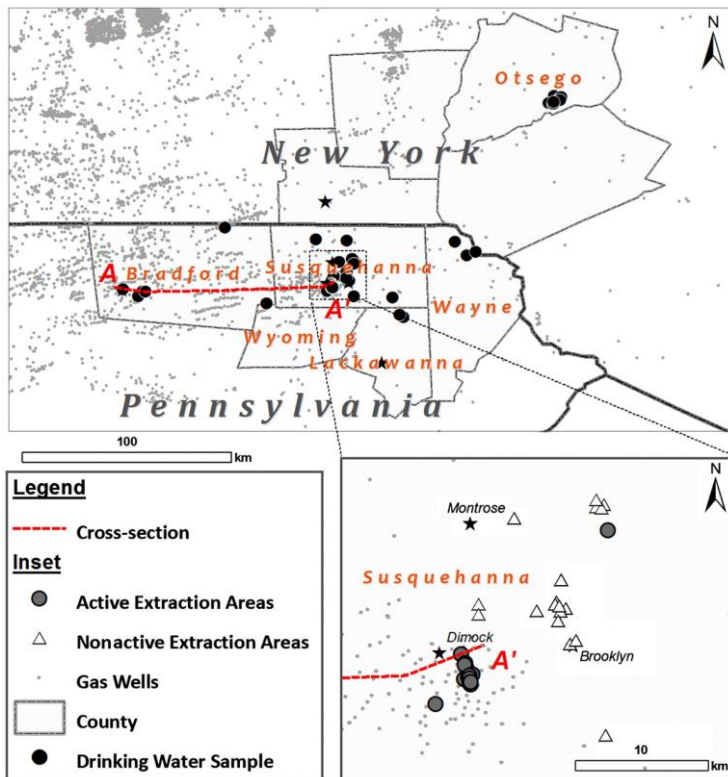 N
Otsego
New York
A
Bradford
Susquehanna
A'
Wayne
Wyoming
Lackawanna
Pennsylvania
100
km
Legend
Cross-section
Inset
Active Extraction Areas
Nonactive Extraction Areas
Gas Wells
County
Drinking Water Sample
N
Montrose
Susquehanna
Dimock
A'
Brooklyn
10
km